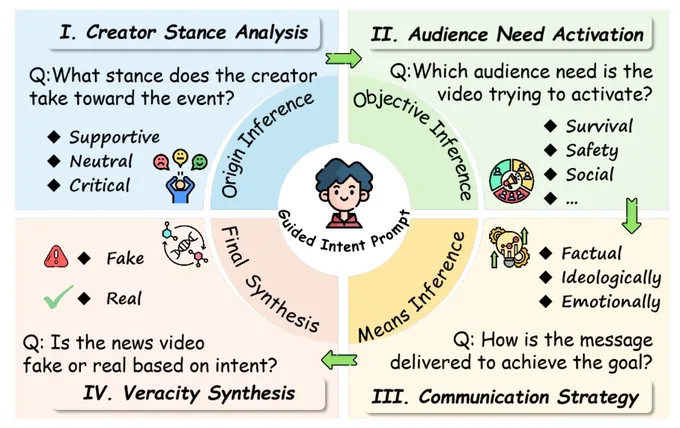 I. Creator Stance Analysis
Q:What stance does the creator
take toward the event?
◆ Supportive
◆ Neutral
◆ Critical
Origin Inference
II. Audience Need Activation
Q:Which audience need is the
video trying to activate?
◆ Survival
◆ Safety
◆ Social
◆ ...
Objective Inference
Guided Intent Prompt
◆ Factual
◆ Ideologically
◆ Emotionally
Means Inference
Q: How is the message
delivered to achieve the goal?
III. Communication Strategy
◆ Fake
◆ Real
Final Synthesis
Q: Is the news video
fake or real based on intent?
IV. Veracity Synthesis